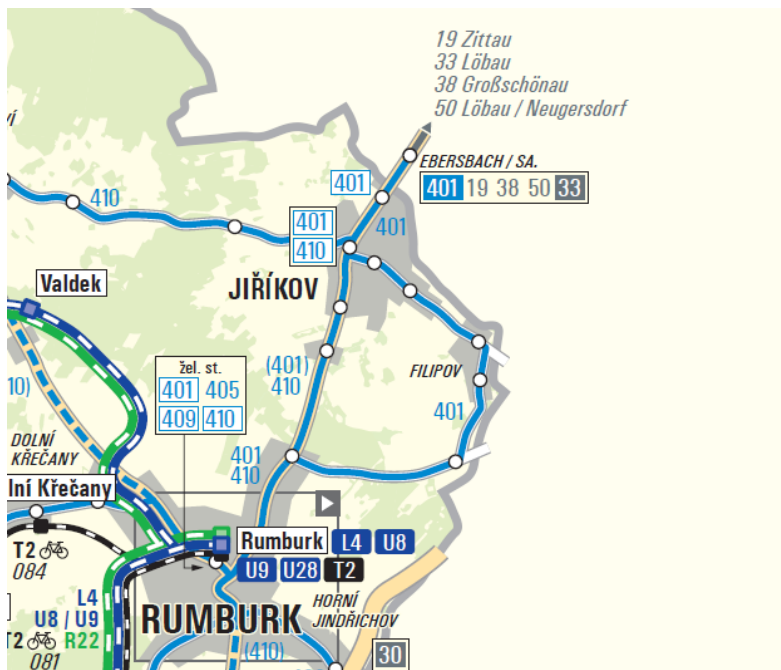 19 Zittau
33 Löbau
38 Großschönau
50 Löbau / Neugersdorf
ví
EBERSBACH / SA.
401 19 38 50 33
401
410
401
410
401
JIŘÍKOV
Valdek
žel. st.
401 405
409 410
(401)
410
FILIPOV
401
10)
DOLNÍ
KŘEČANY
401
410
lní Křečany
Rumburk L4 U8
U9 U28 T2
T2
084
L4
U8 / U9
T2 R22
081
RUMBURK
HORNÍ
JINDŘICHOV
(410)
30